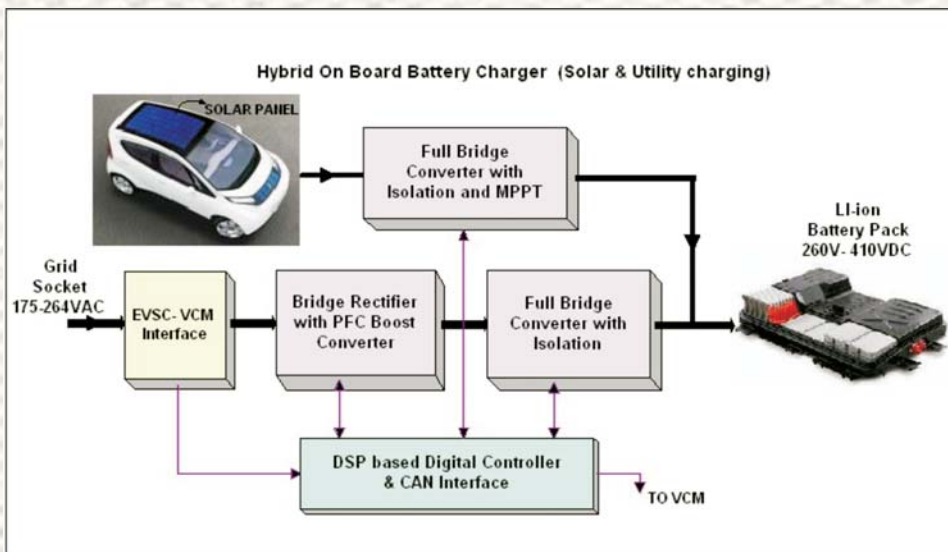 Hybrid On Board Battery Charger (Solar & Utility charging)
SOLAR PANEL
Full Bridge
Converter with
Isolation and MPPT
LI-ion
Battery Pack
260V- 410VDC
Grid
Socket
175-264VAC
EVSC- VCM
Interface
Bridge Rectifier
with PFC Boost
Converter
Full Bridge
Converter with
Isolation
DSP based Digital Controller
& CAN Interface
TO VCM